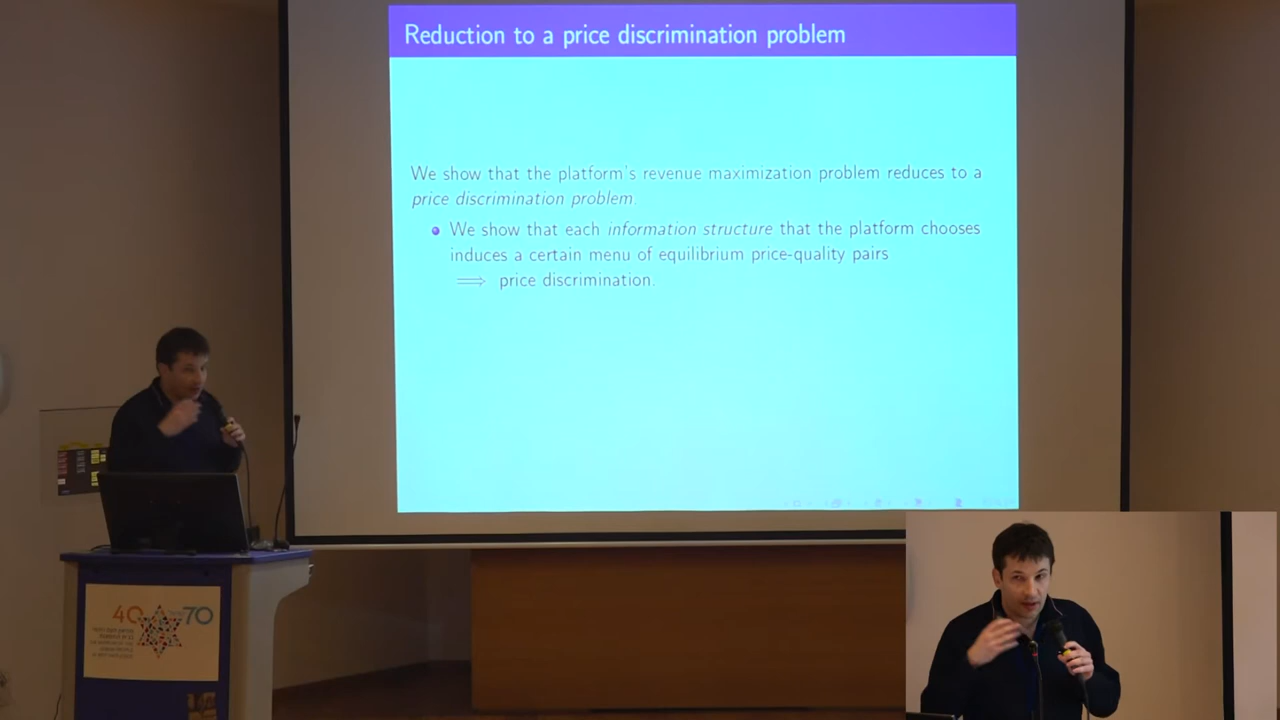 Reduction to a price discrimination problem
We show that the platform's revenue maximization problem reduces to a
price discrimination problem.
We show that each information structure that the platform chooses
induces a certain menu of equilibrium price-quality pairs
⟹ price discrimination.
40 70